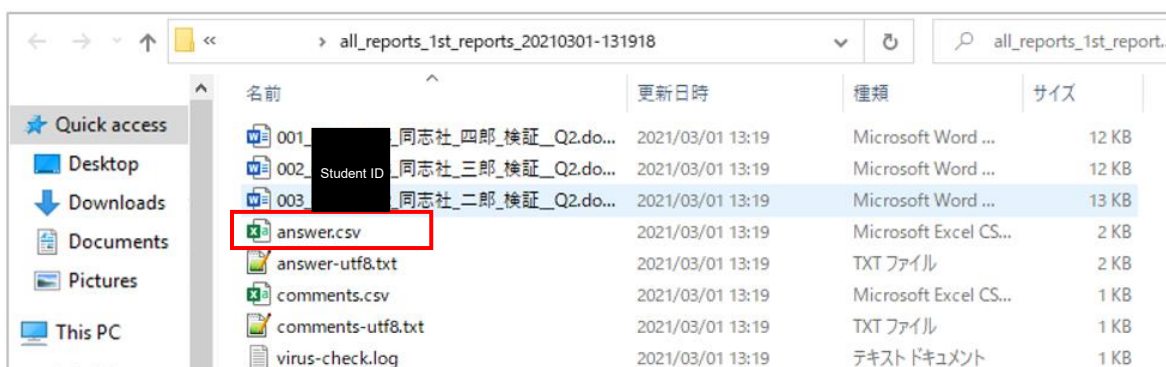 « › all_reports_1st_reports_20210301-131918 all_reports_1st_report...
名前 更新日時 種類 サイズ
Quick access
Desktop
Downloads
Documents
Pictures
This PC
001_ _同志社_四郎_検証__Q2.do... 2021/03/01 13:19 Microsoft Word ... 12 KB
002_ Student ID _同志社_三郎_検証__Q2.do... 2021/03/01 13:19 Microsoft Word ... 12 KB
003_ _同志社_二郎_検証__Q2.do... 2021/03/01 13:19 Microsoft Word ... 13 KB
answer.csv 2021/03/01 13:19 Microsoft Excel CS... 2 KB
answer-utf8.txt 2021/03/01 13:19 TXT ファイル 2 KB
comments.csv 2021/03/01 13:19 Microsoft Excel CS... 1 KB
comments-utf8.txt 2021/03/01 13:19 TXT ファイル 1 KB
virus-check.log 2021/03/01 13:19 テキスト ドキュメント 1 KB